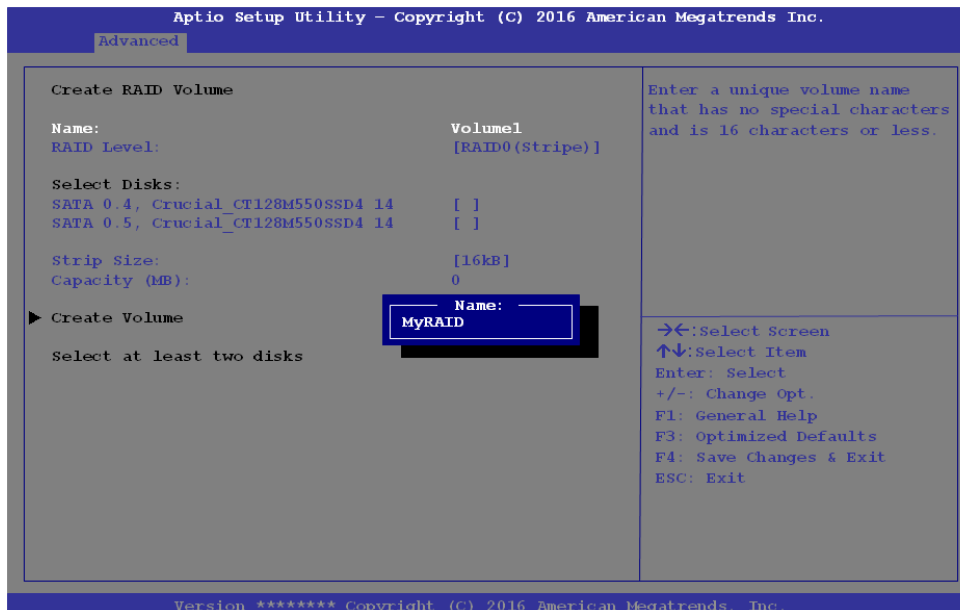 Aptio Setup Utility – Copyright (C) 2016 American Megatrends Inc.
Advanced
Create RAID Volume
Name: Volume1
RAID Level: [RAID0(Stripe)]
Select Disks:
SATA 0.4, Crucial_CT128M550SSD4 14 [ ]
SATA 0.5, Crucial_CT128M550SSD4 14 [ ]
Strip Size: [16kB]
Capacity (MB): 0
Create Volume
Select at least two disks
Name:
MyRAID
Enter a unique volume name
that has no special characters
and is 16 characters or less.
→←:Select Screen
↑↓:Select Item
Enter: Select
+/-: Change Opt.
F1: General Help
F3: Optimized Defaults
F4: Save Changes & Exit
ESC: Exit
Version ******** Copyright (C) 2016 American Megatrends, Inc.